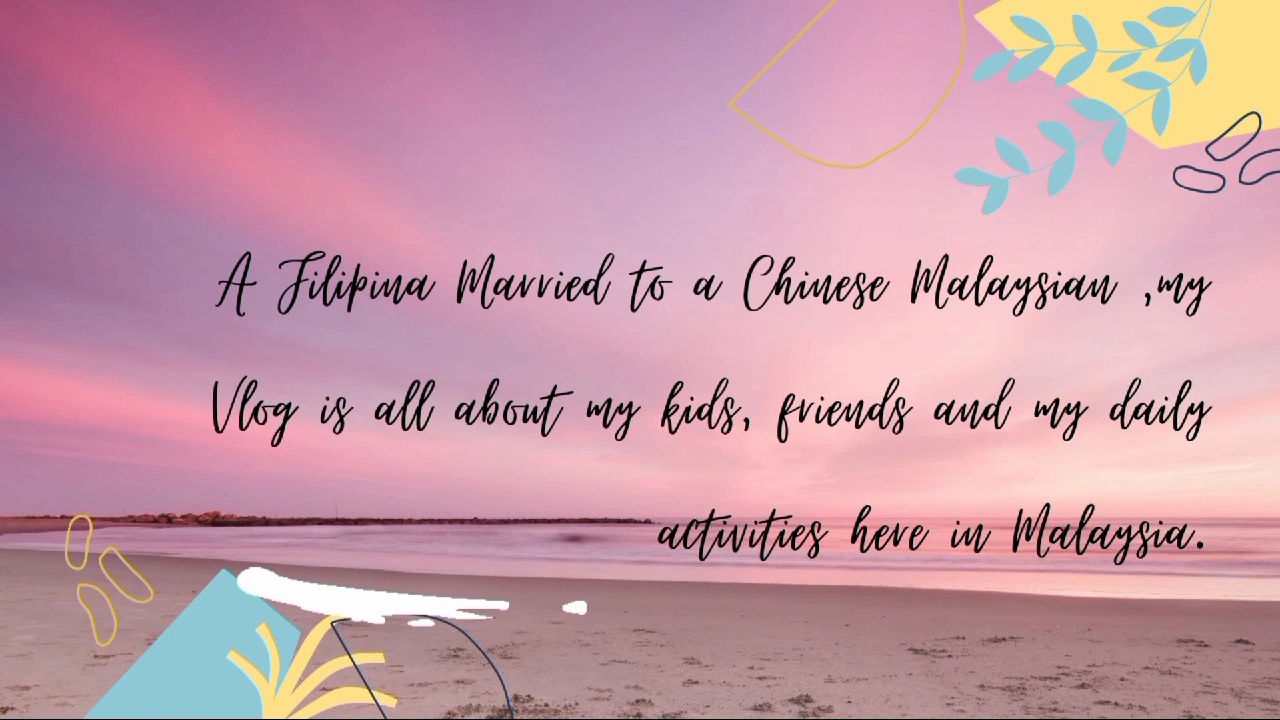 A Filipina Married to a Chinese Malaysian ,my
Vlog is all about my kids, friends and my daily
activities here in Malaysia.